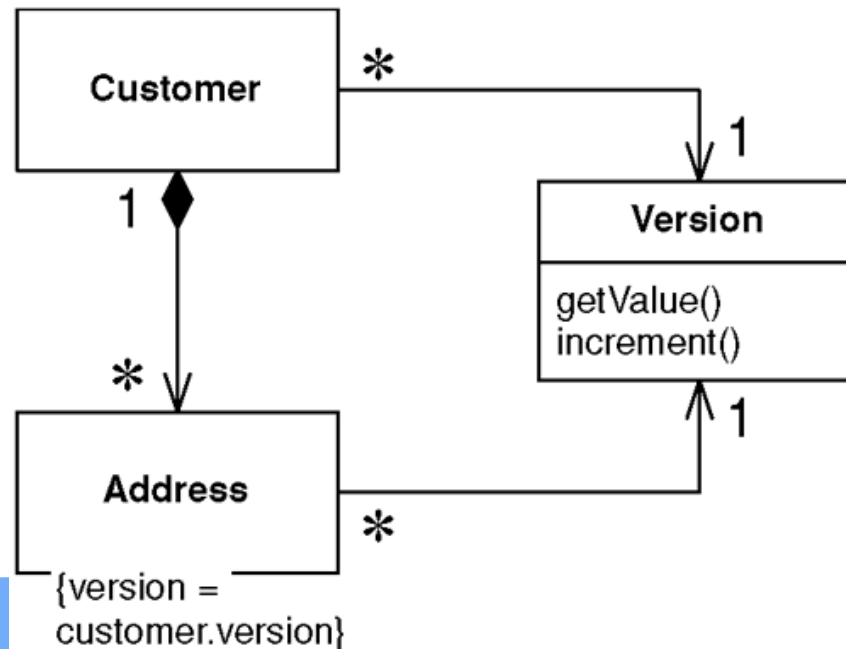 Customer
*
1
1
Version
getValue()
increment()
*
1
Address
*
{version =
customer.version}